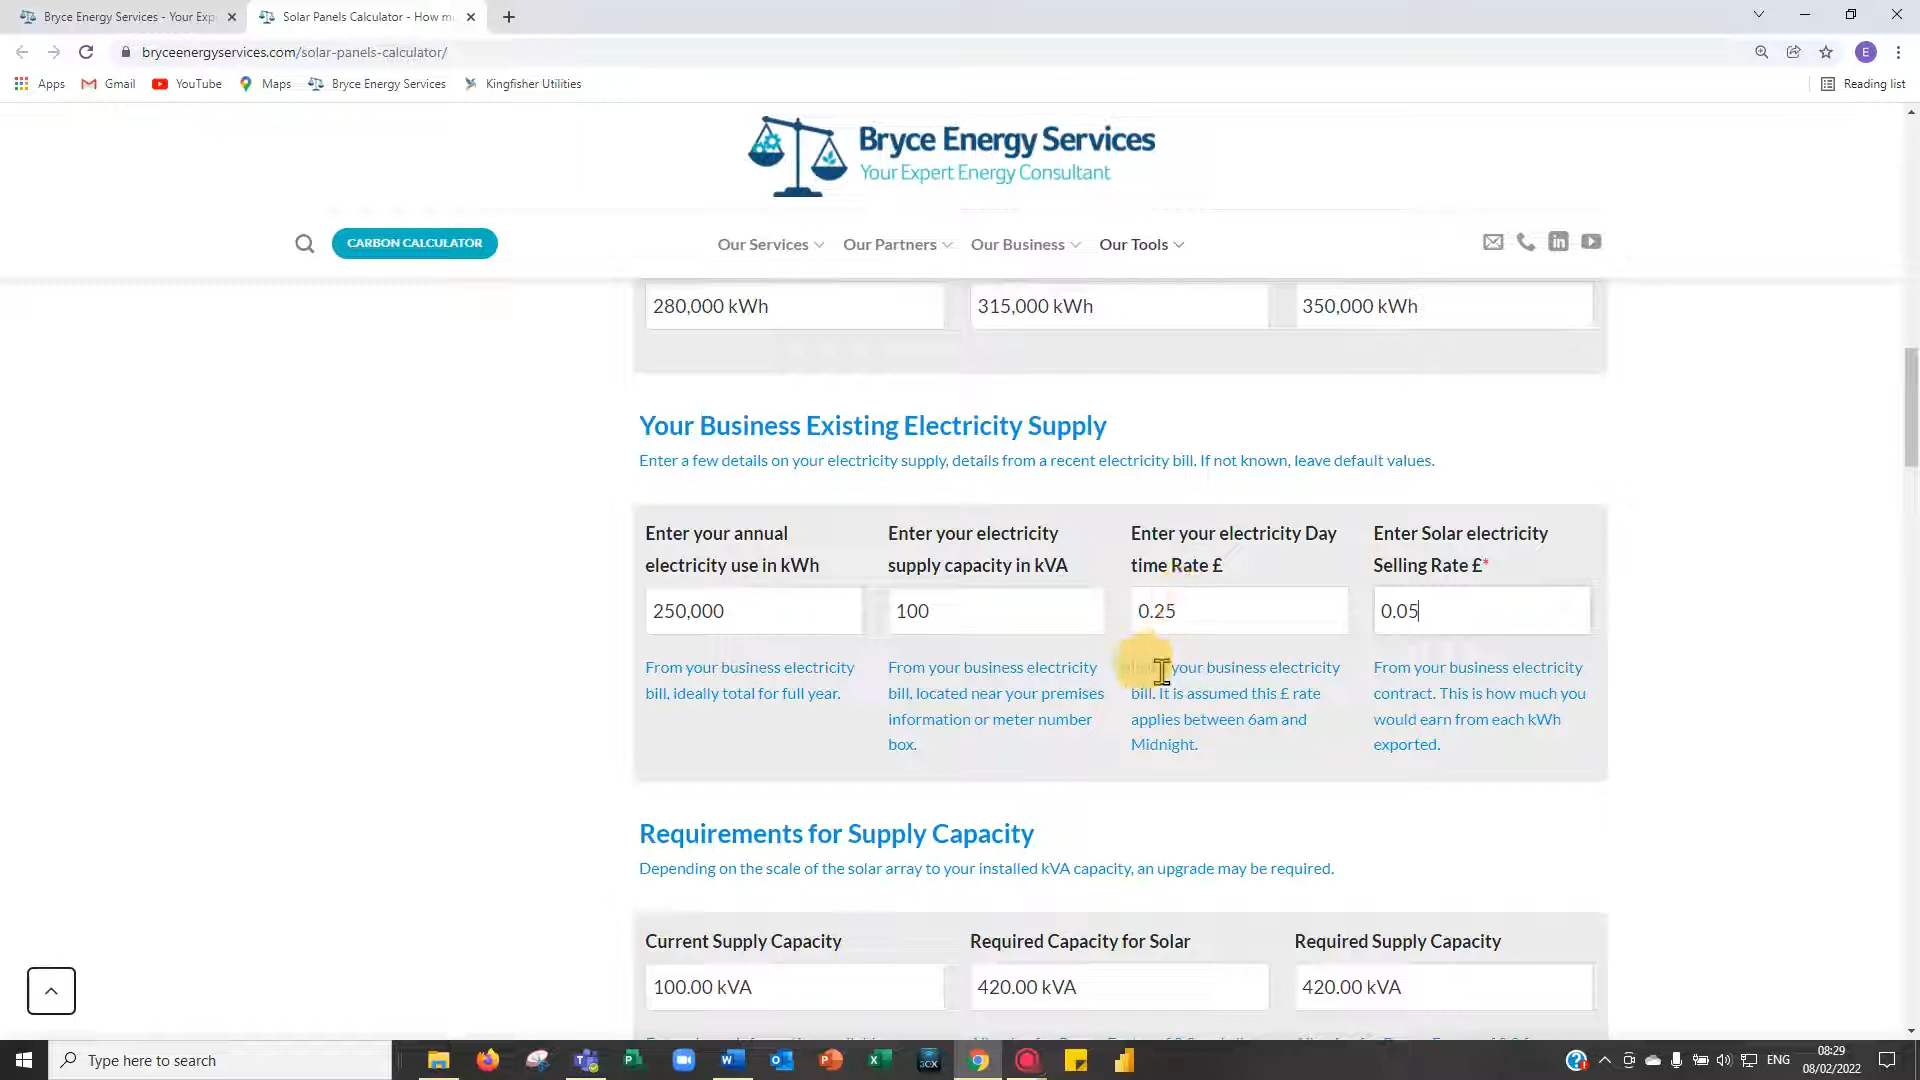 Bryce Energy Services - Your Exp
Solar Panels Calculator - How m
bryceenergyservices.com/solar-panels-calculator/
E
Apps
Gmail
YouTube
Maps
Bryce Energy Services
Kingfisher Utilities
Reading list
Bryce Energy Services
Your Expert Energy Consultant
CARBON CALCULATOR
Our Services
Our Partners
Our Business
Our Tools
280,000 kWh
315,000 kWh
350,000 kWh
Your Business Existing Electricity Supply
Enter a few details on your electricity supply, details from a recent electricity bill. If not known, leave default values.
Enter your annual
electricity use in kWh
250,000
From your business electricity
bill, ideally total for full year.
Enter your electricity
supply capacity in kVA
100
From your business electricity
bill, located near your premises
information or meter number
box.
Enter your electricity Day
time Rate £
0.25
your business electricity
bill. It is assumed this £ rate
applies between 6am and
Midnight.
Enter Solar electricity
Selling Rate £*
0.05
From your business electricity
contract. This is how much you
would earn from each kWh
exported.
Requirements for Supply Capacity
Depending on the scale of the solar array to your installed kVA capacity, an upgrade may be required.
Current Supply Capacity
100.00 kVA
Required Capacity for Solar
420.00 kVA
Required Supply Capacity
420.00 kVA
Type here to search
3CX
ENG
08:29
08/02/2022